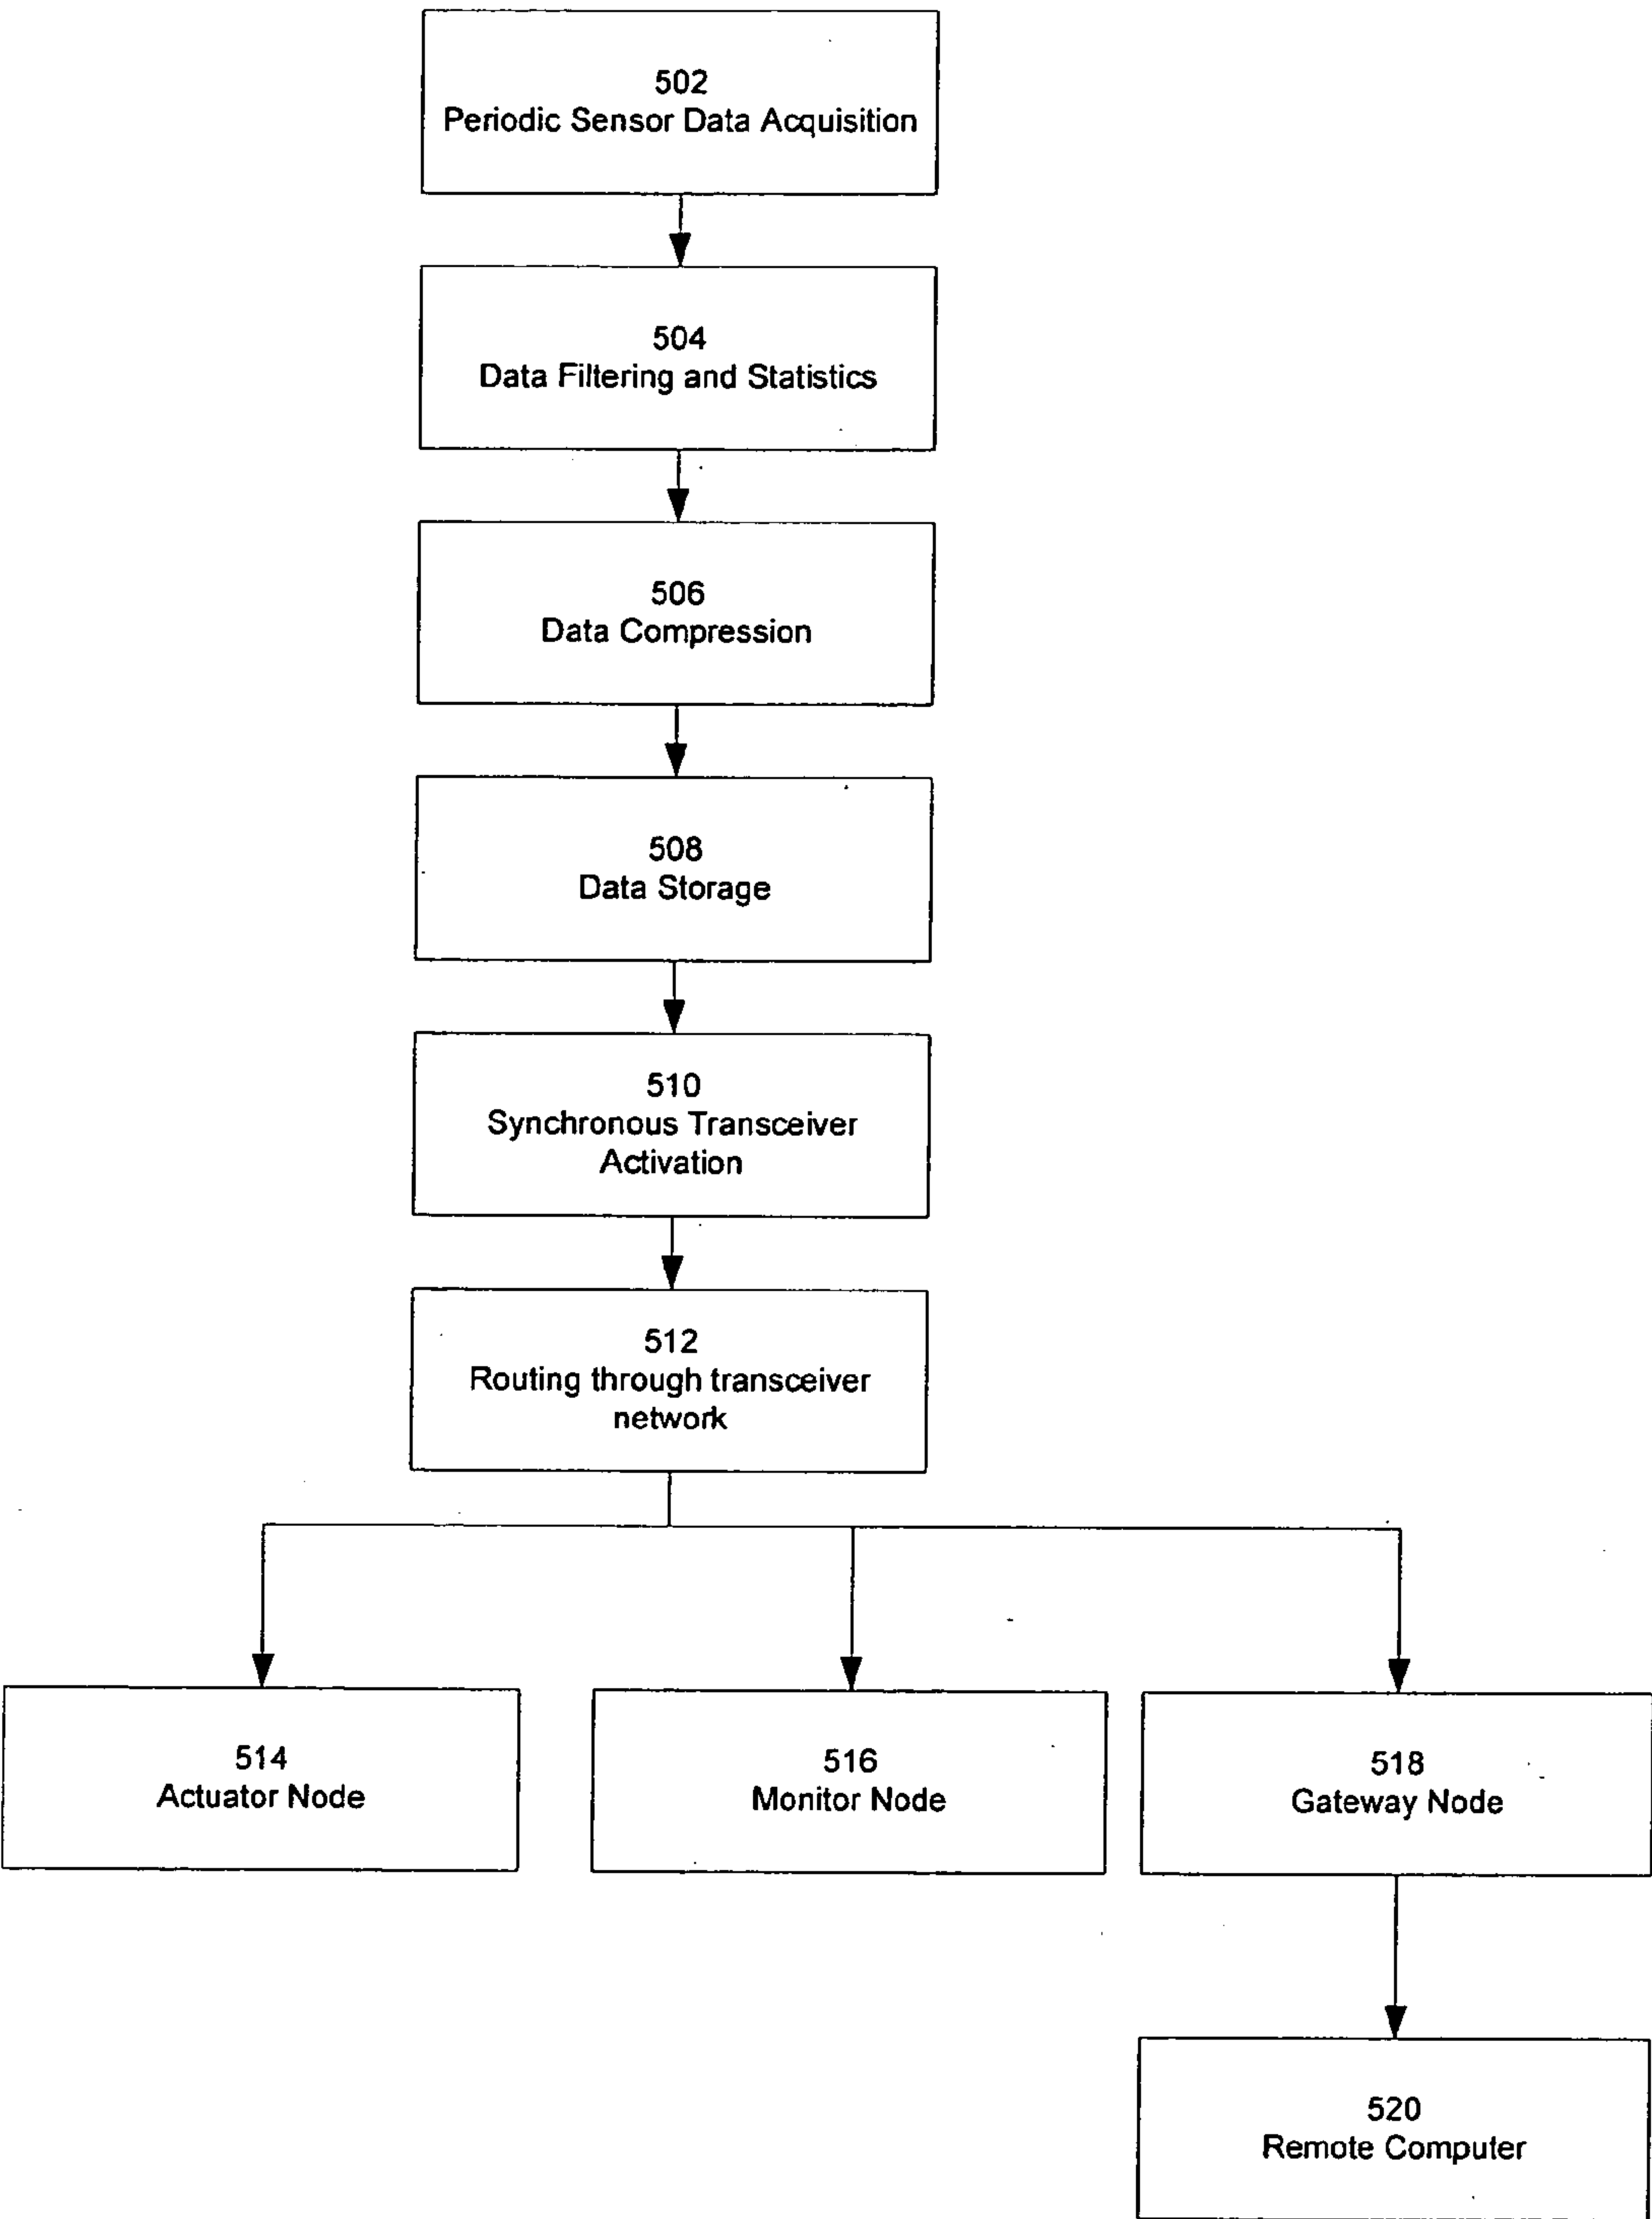 502
Periodic Sensor Data Acquisition
504
Data Filtering and Statistics
506
Data Compression
508
Data Storage
510
Synchronous Transceiver
Activation
512
Routing through transceiver
network
514
Actuator Node
516
Monitor Node
518
Gateway Node
520
Remote Computer